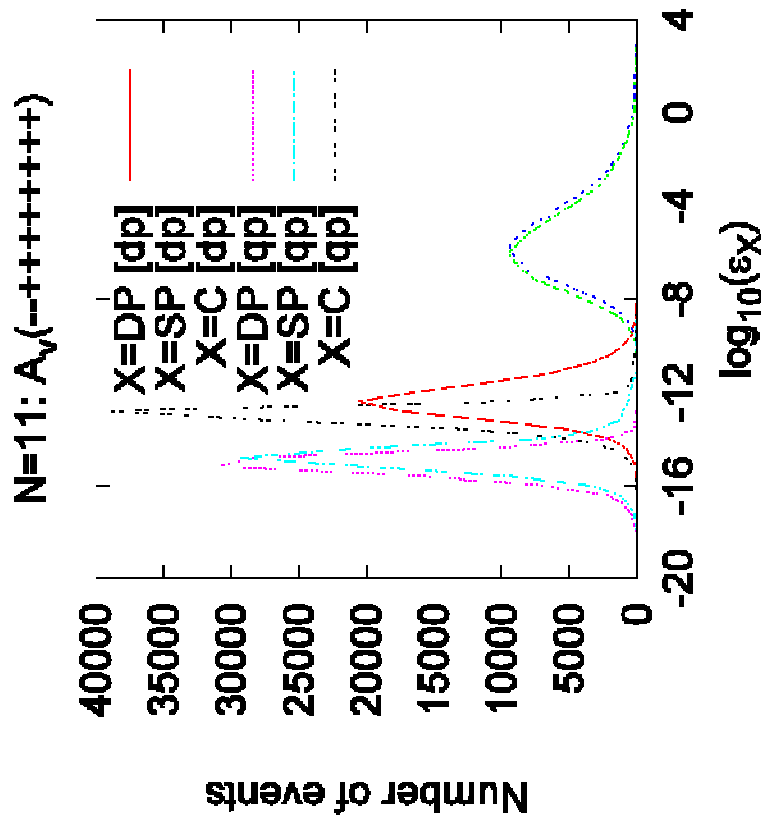 N=11: Aᵥ(--+++++++++)
Number of events
40000
35000
30000
25000
20000
15000
10000
5000
0
X=DP [dp]
X=SP [dp]
X=C [dp]
X=DP [qp]
X=SP [qp]
X=C [qp]
-20 -16 -12 -8 -4 0 4
log₁₀(εₓ)